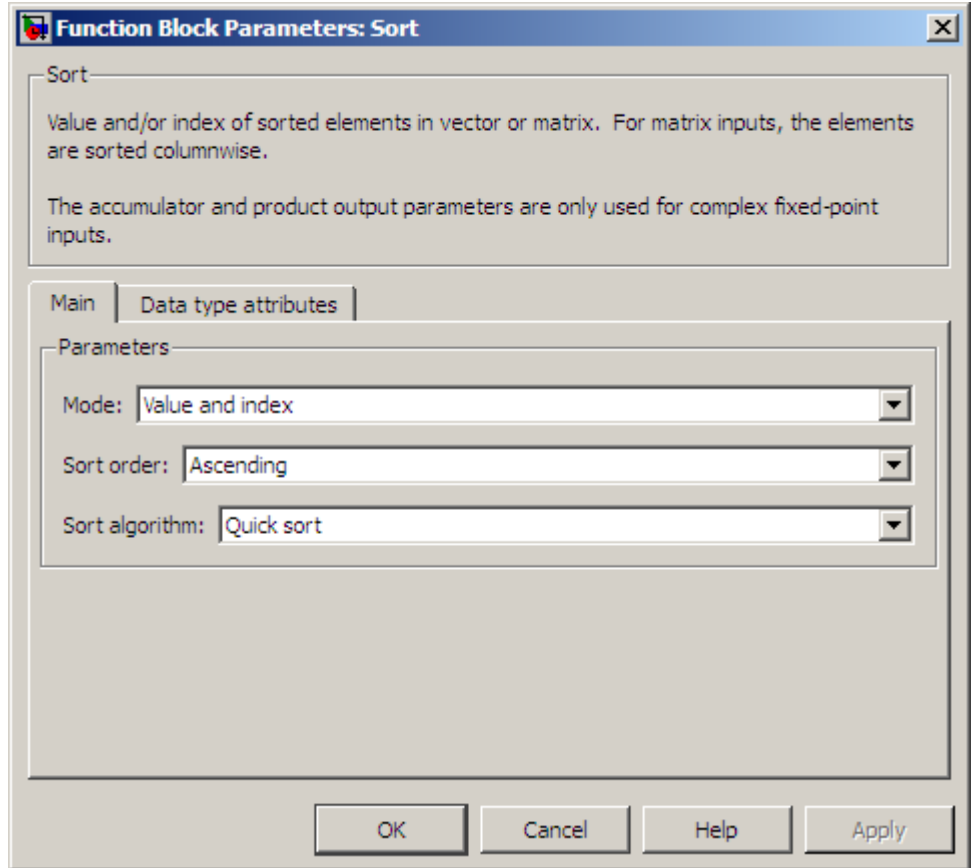 Function Block Parameters: Sort
Sort
Value and/or index of sorted elements in vector or matrix.  For matrix inputs, the elements
are sorted columnwise.
The accumulator and product output parameters are only used for complex fixed-point
inputs.
Main
Data type attributes
Parameters
Mode: Value and index
Sort order: Ascending
Sort algorithm: Quick sort
OK
Cancel
Help
Apply